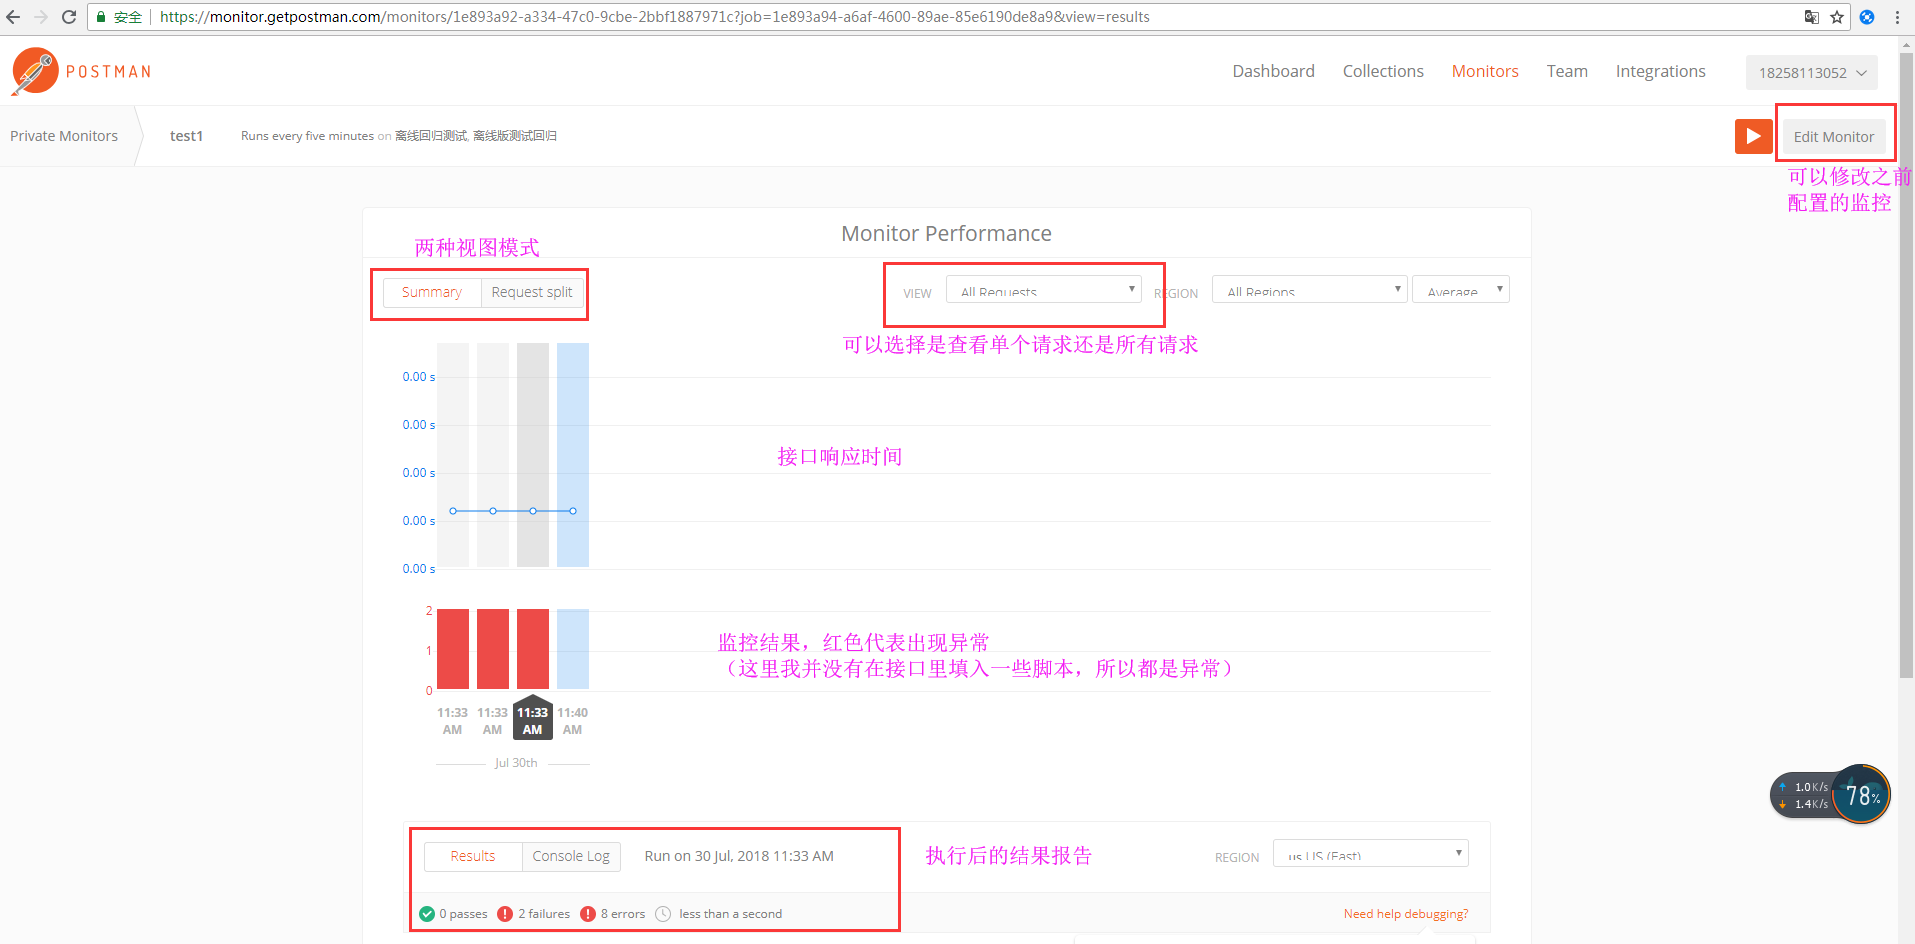 安全 https://monitor.getpostman.com/monitors/1e893a92-a334-47c0-9cbe-2bbf1887971c?job=1e893a94-a6af-4600-89ae-85e6190de8a9&view=results
POSTMAN
Dashboard Collections Monitors Team Integrations 18258113052
Private Monitors test1 Runs every five minutes on 离线回归测试, 离线版测试回归 Edit Monitor
可以修改之前
配置的监控
Monitor Performance
两种视图模式
Summary Request split VIEW All Requests REGION All Regions Average
可以选择是查看单个请求还是所有请求
0.00 s
0.00 s
接口响应时间
0.00 s
0.00 s
0.00 s
2
监控结果，红色代表出现异常
1
（这里我并没有在接口里填入一些脚本，所以都是异常）
0
11:33 AM 11:33 AM 11:33 AM 11:40 AM
Jul 30th
1.0K/s
1.4K/s
78%
Results Console Log Run on 30 Jul, 2018 11:33 AM 执行后的结果报告 REGION us US (East)
0 passes 2 failures 8 errors less than a second Need help debugging?